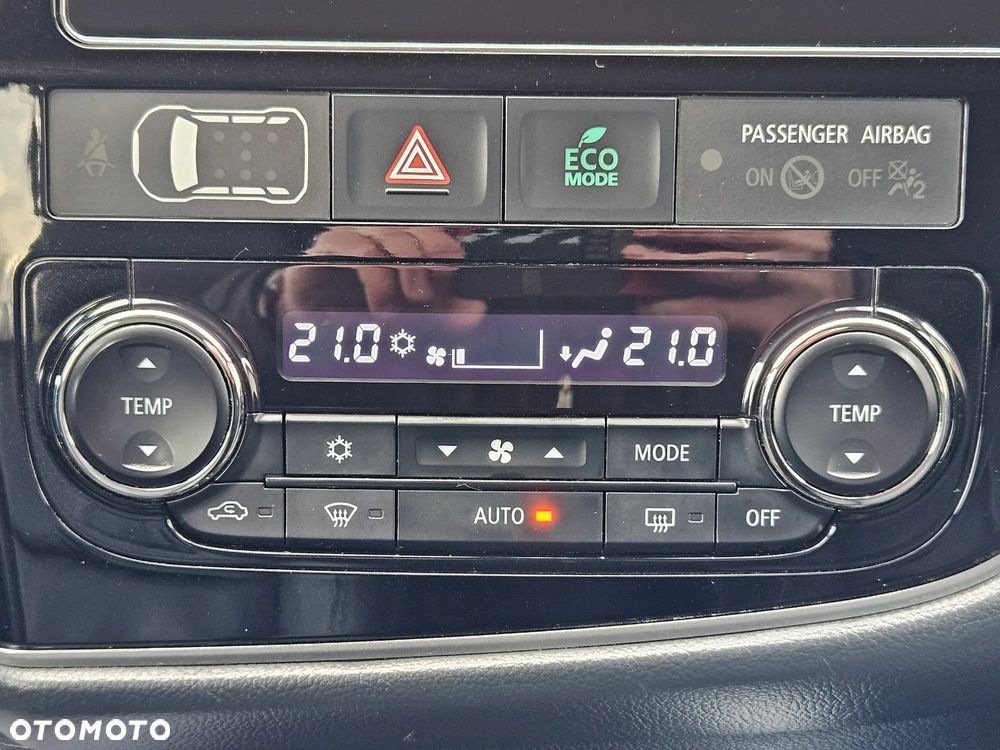 ECO
MODE
PASSENGER AIRBAG
ON OFF 2
21.0 21.0
TEMP
TEMP
MODE
AUTO
OFF
OTOMOTO